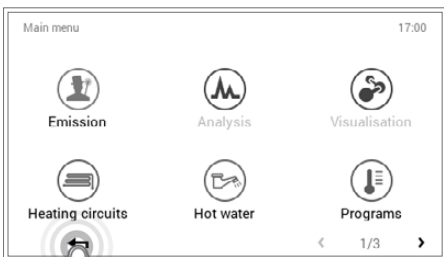 Main menu 17:00
Emission Analysis Visualisation
Heating circuits Hot water Programs
< 1/3 >